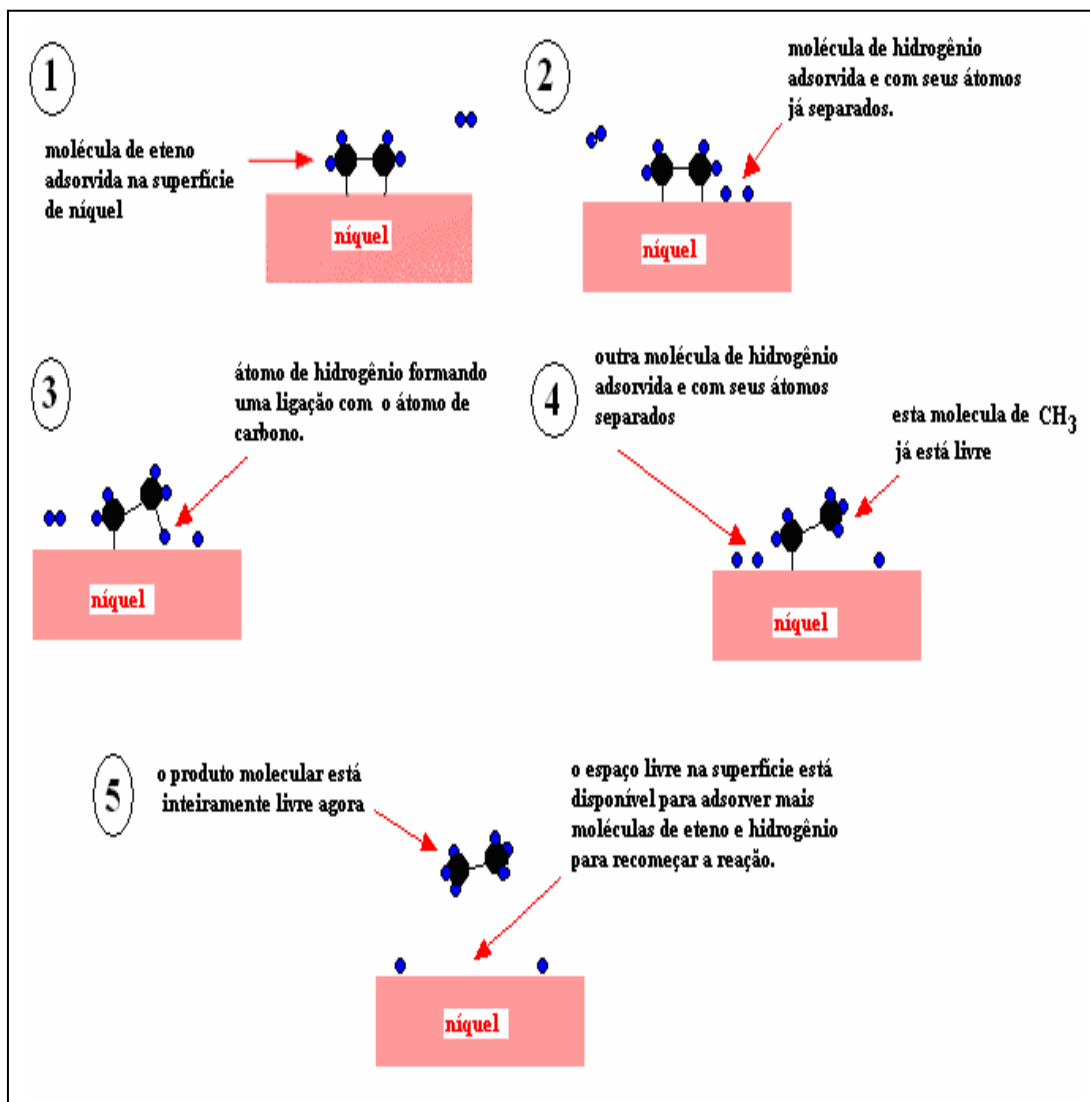 1
molécula de eteno
adsorvida na superfície
de níquel
níquel
2
molécula de hidrogênio
adsorvida e com seus átomos
já separados.
níquel
3
átomo de hidrogênio formando
uma ligação com o átomo de
carbono.
níquel
4
outra molécula de hidrogênio
adsorvida e com seus átomos
separados
esta molecula de CH₃
já está livre
níquel
5
o produto molecular está
inteiramente livre agora
o espaço livre na superfície está
disponível para adsorver mais
moléculas de eteno e hidrogênio
para recomeçar a reação.
níquel